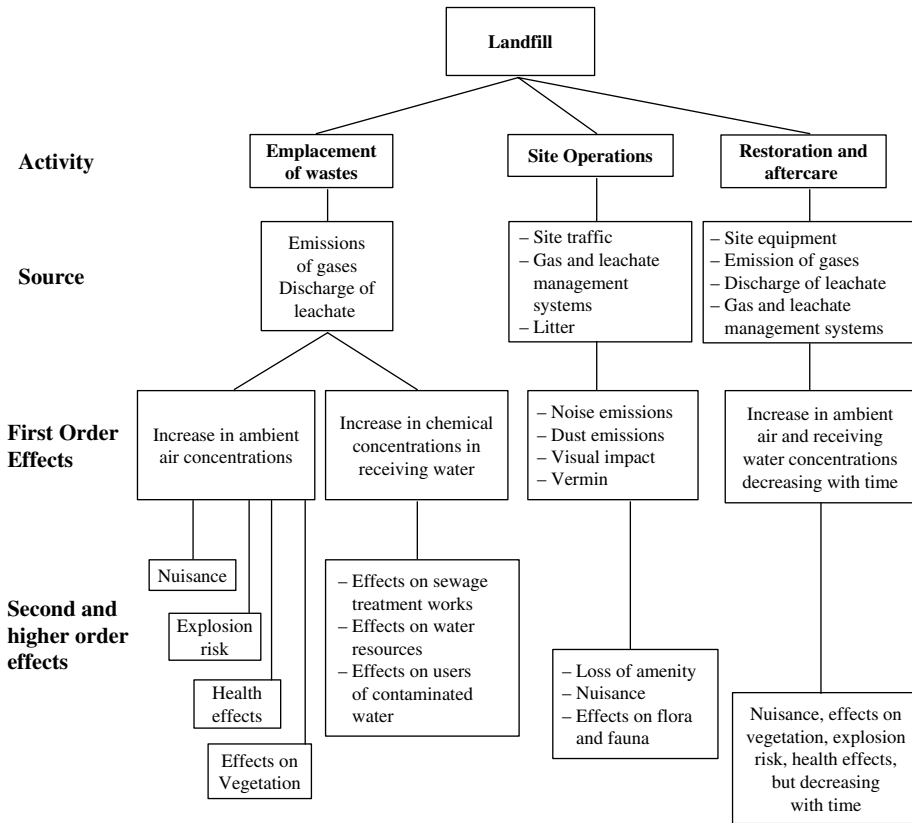 Landfill
Activity
Emplacement
of wastes
Site Operations
Restoration and
aftercare
Source
Emissions
of gases
Discharge of
leachate
– Site traffic
– Gas and leachate
management
systems
– Litter
– Site equipment
– Emission of gases
– Discharge of leachate
– Gas and leachate
management systems
First Order
Effects
Increase in ambient
air concentrations
Increase in chemical
concentrations in
receiving water
– Noise emissions
– Dust emissions
– Visual impact
– Vermin
Increase in ambient
air and receiving
water concentrations
decreasing with time
Second and
higher order
effects
Nuisance
Explosion
risk
Health
effects
Effects on
Vegetation
– Effects on sewage
treatment works
– Effects on water
resources
– Effects on users
of contaminated
water
– Loss of amenity
– Nuisance
– Effects on flora
and fauna
Nuisance, effects on
vegetation, explosion
risk, health effects,
but decreasing
with time